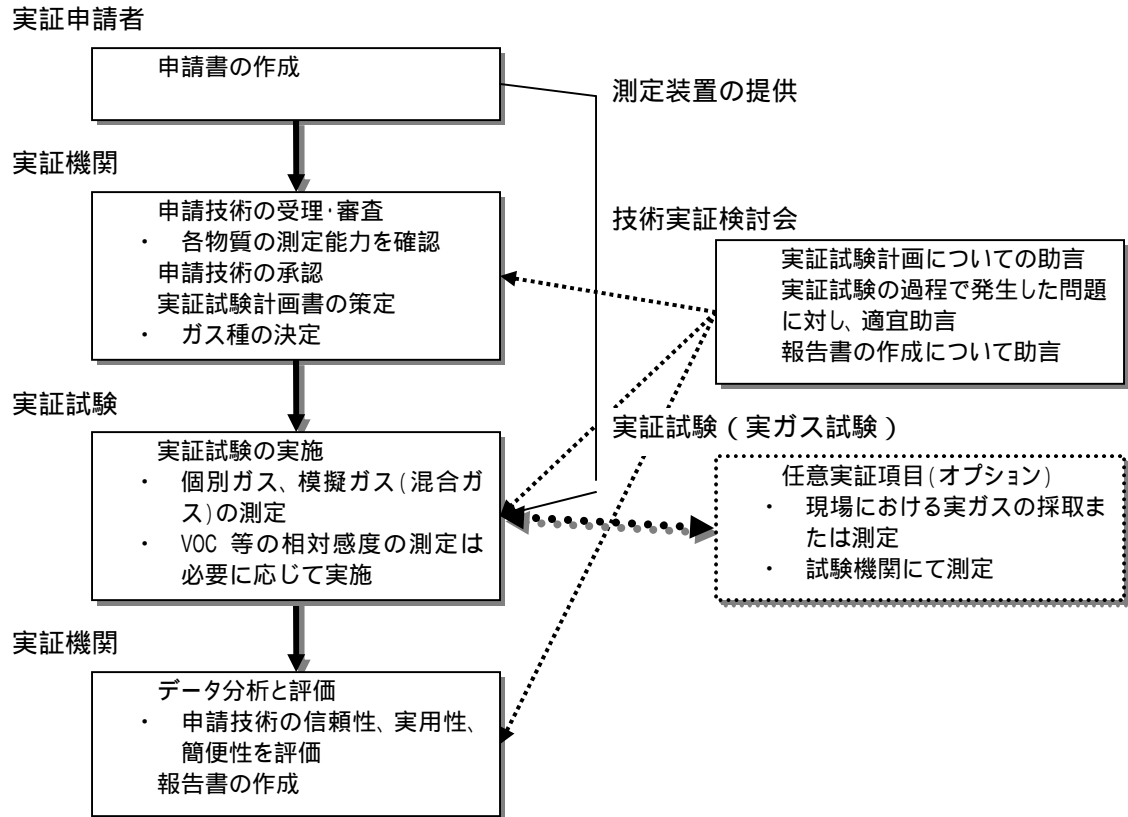 実証申請者
申請書の作成
測定装置の提供
実証機関
申請技術の受理・審査
・ 各物質の測定能力を確認
申請技術の承認
実証試験計画書の策定
・ ガス種の決定
技術実証検討会
実証試験計画についての助言
実証試験の過程で発生した問題
に対し、適宜助言
報告書の作成について助言
実証試験
実証試験の実施
・ 個別ガス、模擬ガス(混合ガ
ス)の測定
・ VOC 等の相対感度の測定は
必要に応じて実施
実証試験（実ガス試験）
任意実証項目(オプション)
・ 現場における実ガスの採取ま
たは測定
・ 試験機関にて測定
実証機関
データ分析と評価
・ 申請技術の信頼性、実用性、
簡便性を評価
報告書の作成